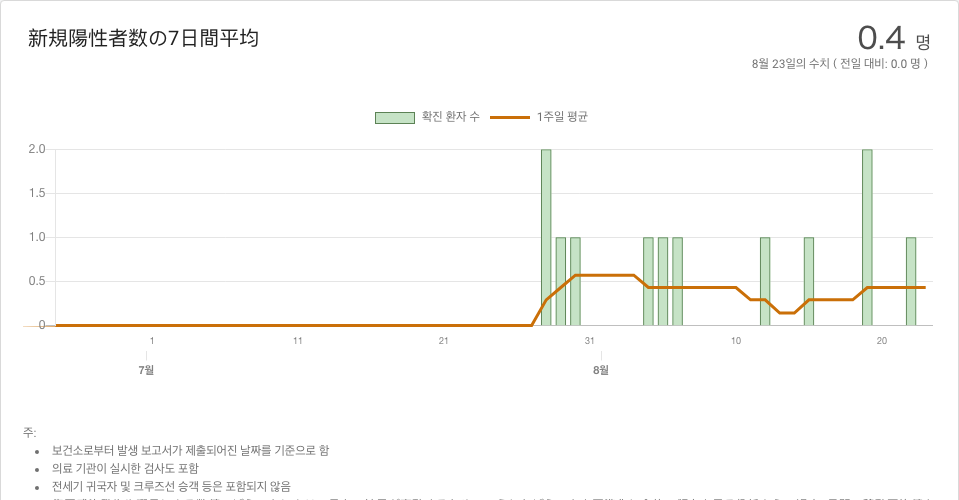 新規陽性者数の7日間平均
0.4 명
8월 23일의 수치 ( 전일 대비: 0.0 명 )
확진 환자 수
1주일 평균
2.0
1.5
1.0
0.5
0
1
11
21
31
10
20
7월
8월
주:
보건소로부터 발생 보고서가 제출되어진 날짜를 기준으로 함
의료 기관이 실시한 검사도 포함
전세기 귀국자 및 크루즈선 승객 등은 포함되지 않음